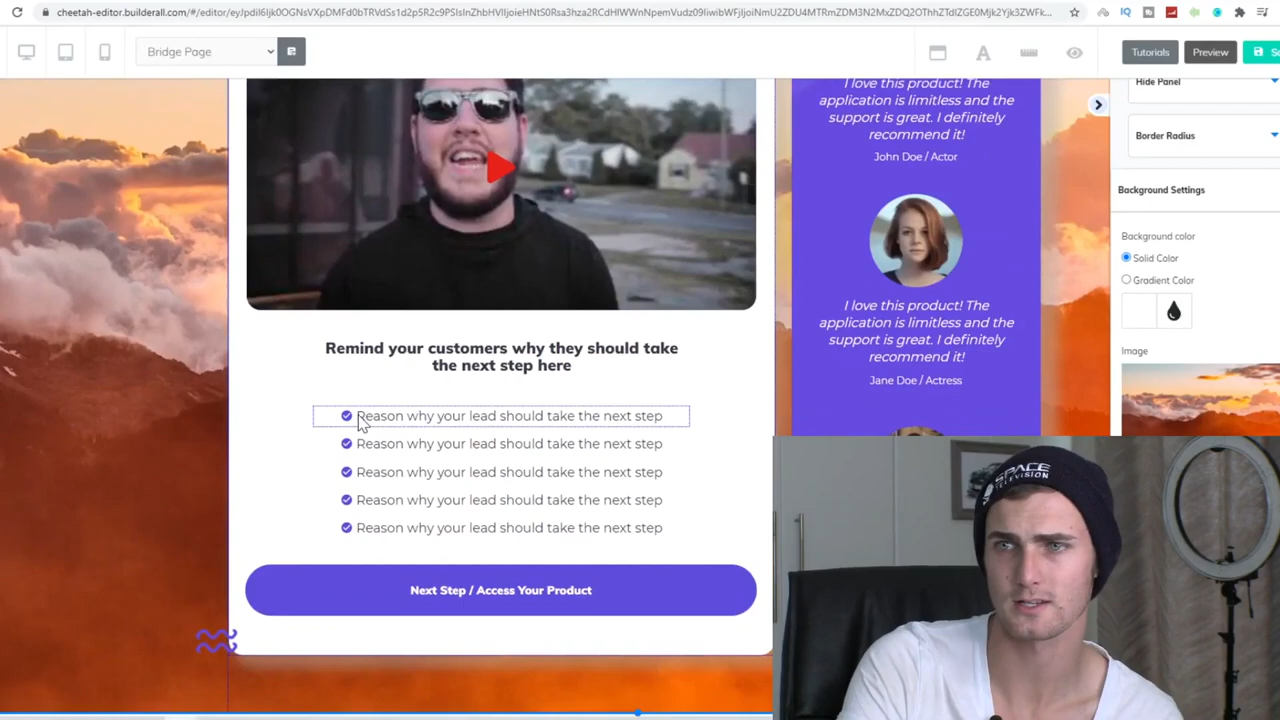 cheetah-editor.builderall.com/#/editor/
Bridge Page
Tutorials
Preview
I love this product! The
application is limitless and the
support is great. I definitely
recommend it!
John Doe / Actor
I love this product! The
application is limitless and the
support is great. I definitely
recommend it!
Jane Doe / Actress
Hide Panel
Border Radius
Background Settings
Background color
Solid Color
Gradient Color
Image
Remind your customers why they should take
the next step here
Reason why your lead should take the next step
Reason why your lead should take the next step
Reason why your lead should take the next step
Reason why your lead should take the next step
Reason why your lead should take the next step
Next Step / Access Your Product
SPACE
TELEVISION